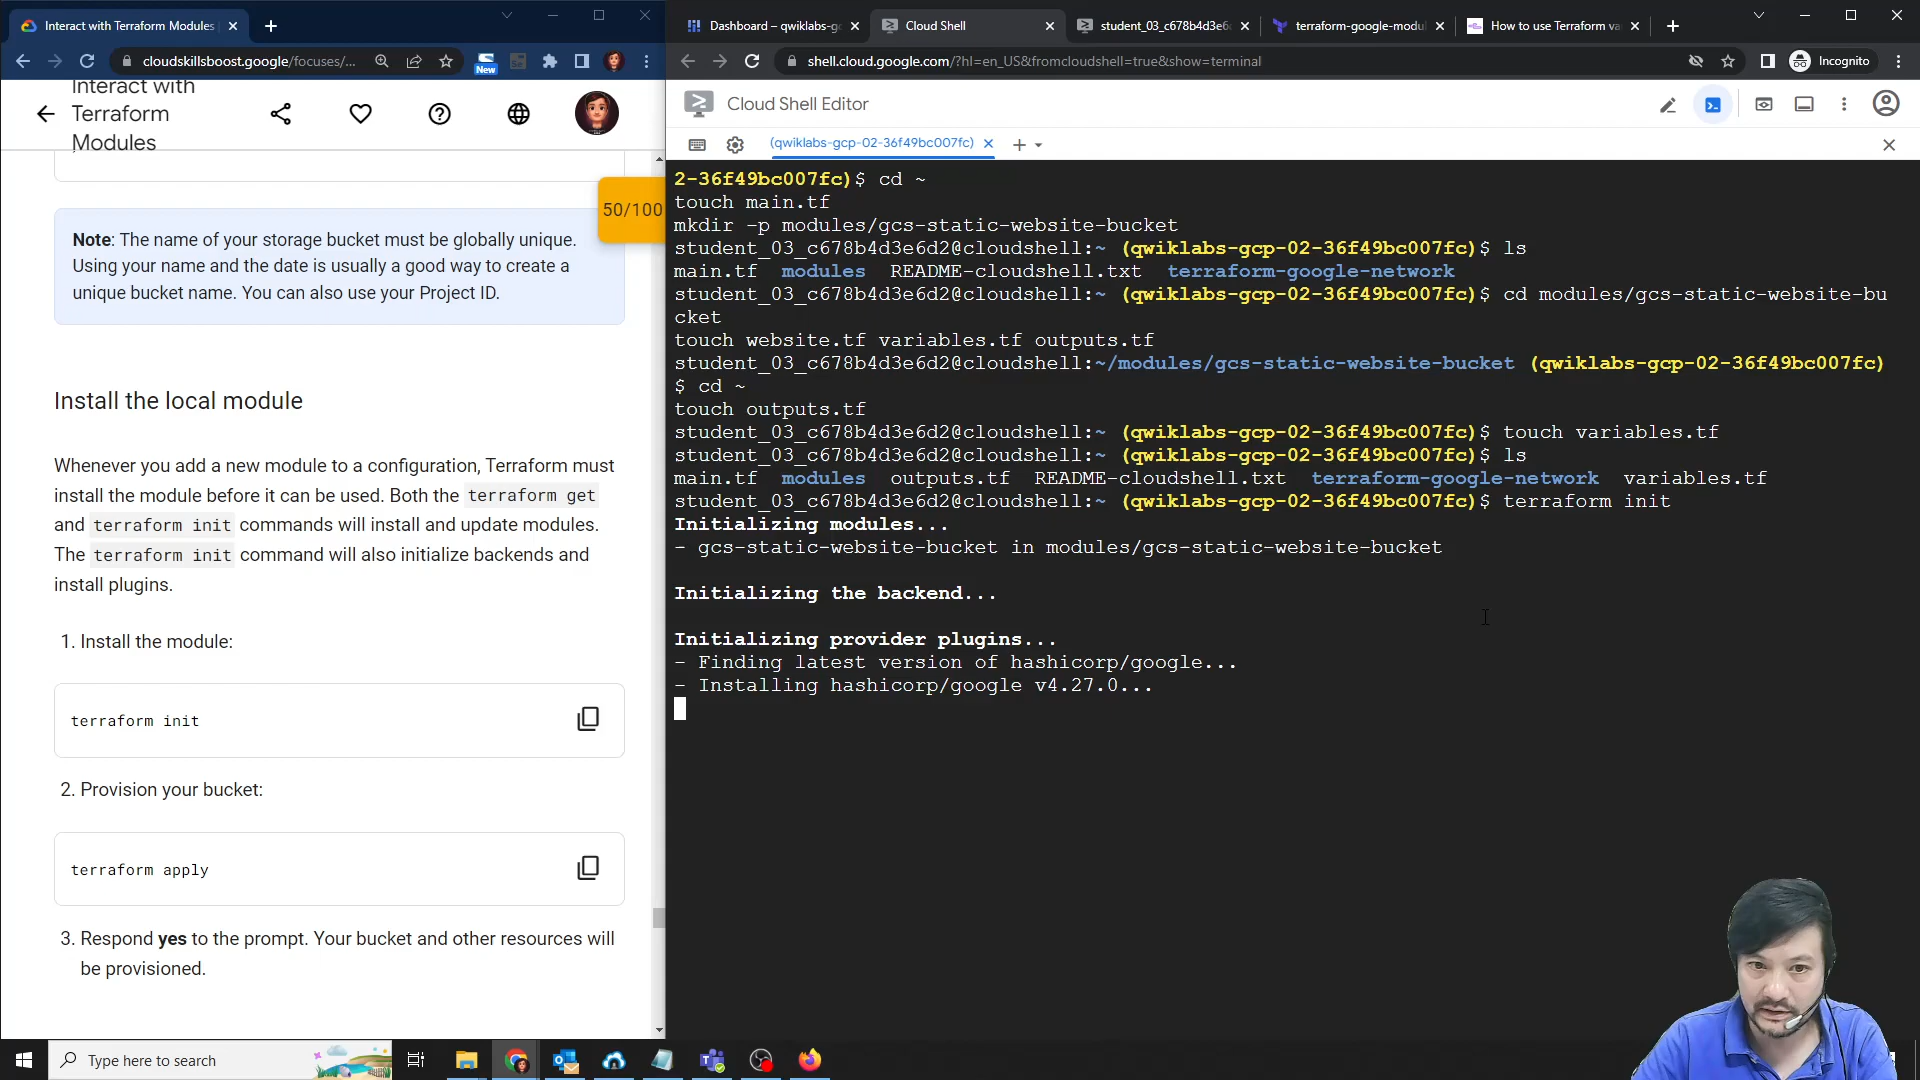 Interact with Terraform Modules
cloudskillsboost.google/focuses/...
New
Interact with
Terraform
Modules
50/100
Note: The name of your storage bucket must be globally unique.
Using your name and the date is usually a good way to create a
unique bucket name. You can also use your Project ID.
Install the local module
Whenever you add a new module to a configuration, Terraform must
install the module before it can be used. Both the terraform get
and terraform init commands will install and update modules.
The terraform init command will also initialize backends and
install plugins.
1. Install the module:
terraform init
2. Provision your bucket:
terraform apply
3. Respond yes to the prompt. Your bucket and other resources will
be provisioned.
Dashboard – qwiklabs-gc
Cloud Shell
student_03_c678b4d3e6
terraform-google-modul
How to use Terraform va
shell.cloud.google.com/?hl=en_US&fromcloudshell=true&show=terminal
Incognito
Cloud Shell Editor
(qwiklabs-gcp-02-36f49bc007fc)
2-36f49bc007fc)$ cd ~
touch main.tf
mkdir -p modules/gcs-static-website-bucket
student_03_c678b4d3e6d2@cloudshell:~ (qwiklabs-gcp-02-36f49bc007fc)$ ls
main.tf modules README-cloudshell.txt terraform-google-network
student_03_c678b4d3e6d2@cloudshell:~ (qwiklabs-gcp-02-36f49bc007fc)$ cd modules/gcs-static-website-bu
cket
touch website.tf variables.tf outputs.tf
student_03_c678b4d3e6d2@cloudshell:~/modules/gcs-static-website-bucket (qwiklabs-gcp-02-36f49bc007fc)
$ cd ~
touch outputs.tf
student_03_c678b4d3e6d2@cloudshell:~ (qwiklabs-gcp-02-36f49bc007fc)$ touch variables.tf
student_03_c678b4d3e6d2@cloudshell:~ (qwiklabs-gcp-02-36f49bc007fc)$ ls
main.tf modules outputs.tf README-cloudshell.txt terraform-google-network variables.tf
student_03_c678b4d3e6d2@cloudshell:~ (qwiklabs-gcp-02-36f49bc007fc)$ terraform init
Initializing modules...
- gcs-static-website-bucket in modules/gcs-static-website-bucket
Initializing the backend...
Initializing provider plugins...
- Finding latest version of hashicorp/google...
- Installing hashicorp/google v4.27.0...
Type here to search